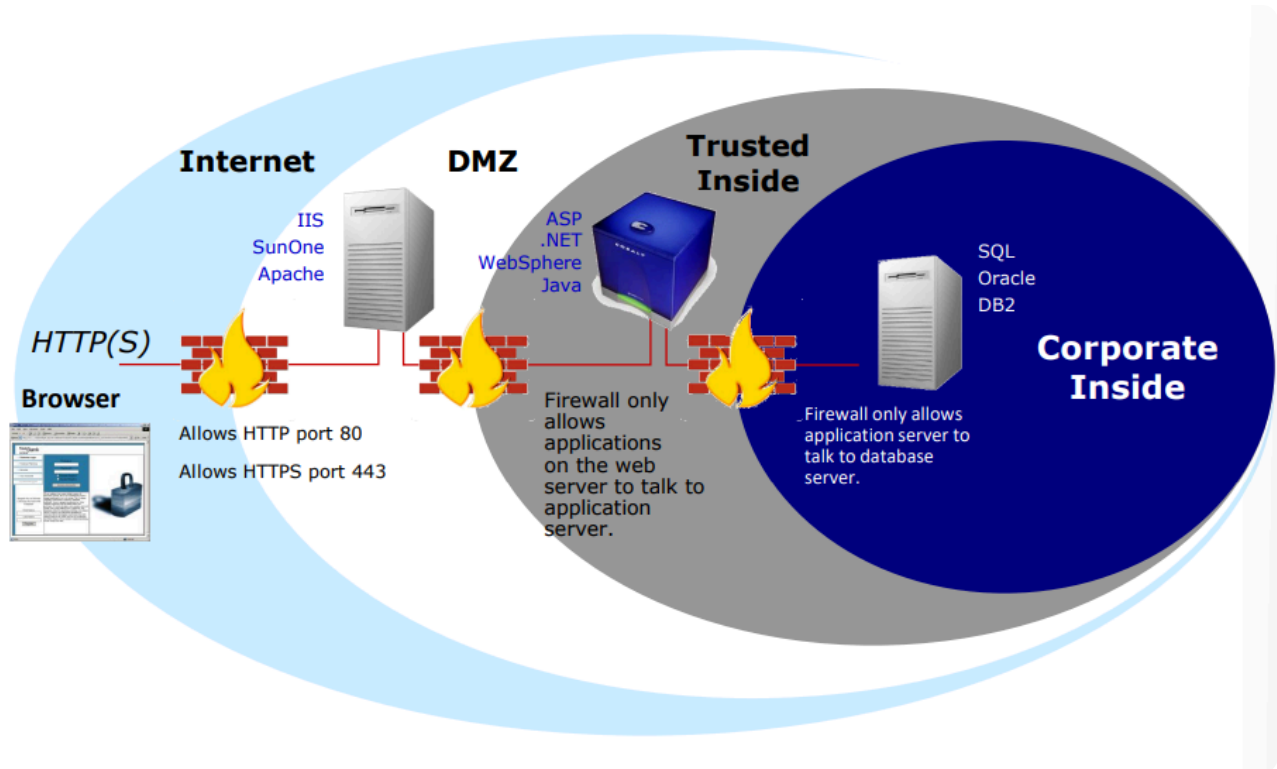 Internet
DMZ
Trusted
Inside
IIS
SunOne
Apache
ASP
.NET
WebSphere
Java
COBALT
SQL
Oracle
DB2
HTTP(S)
Corporate
Inside
Browser
Allows HTTP port 80
Allows HTTPS port 443
Firewall only
allows
applications
on the web
server to talk to
application
server.
Firewall only allows
application server to
talk to database
server.